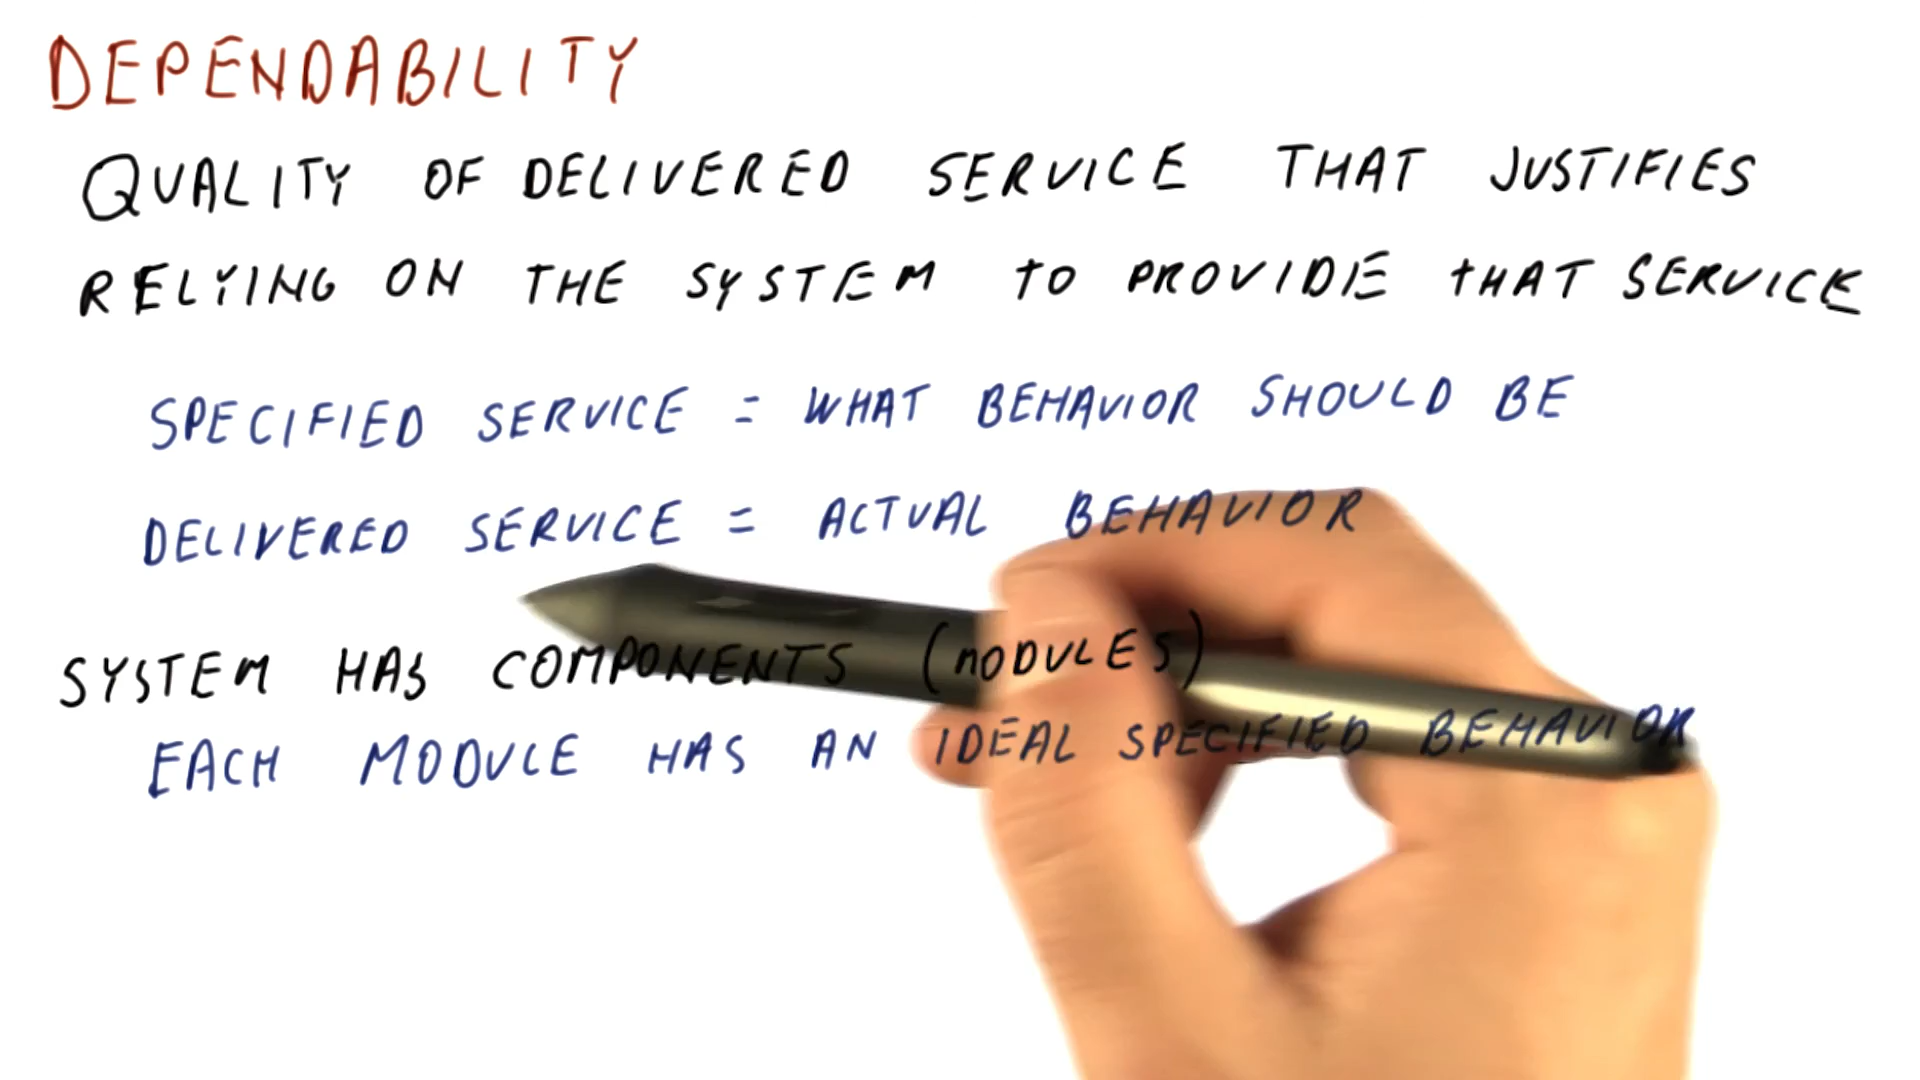 DEPENDABILITY
QUALITY OF DELIVERED SERVICE THAT JUSTIFIES
RELYING ON THE SYSTEM TO PROVIDE THAT SERVICE
SPECIFIED SERVICE = WHAT BEHAVIOR SHOULD BE
DELIVERED SERVICE = ACTUAL BEHAVIOR
SYSTEM HAS COMPONENTS (MODULES)
EACH MODULE HAS AN IDEAL SPECIFIED BEHAVIOR